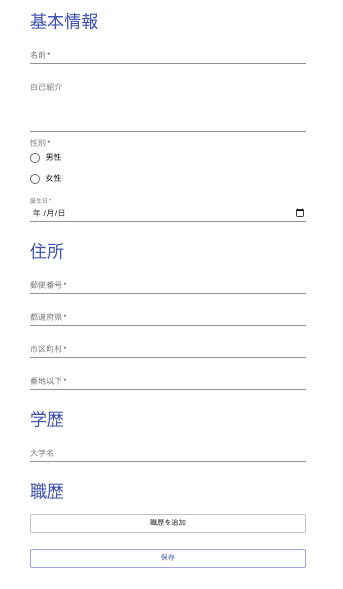 基本情報
名前*
自己紹介
性別*
男性
女性
誕生日*
年 /月/日
住所
郵便番号*
都道府県*
市区町村*
番地以下*
学歴
大学名
職歴
職歴を追加
保存